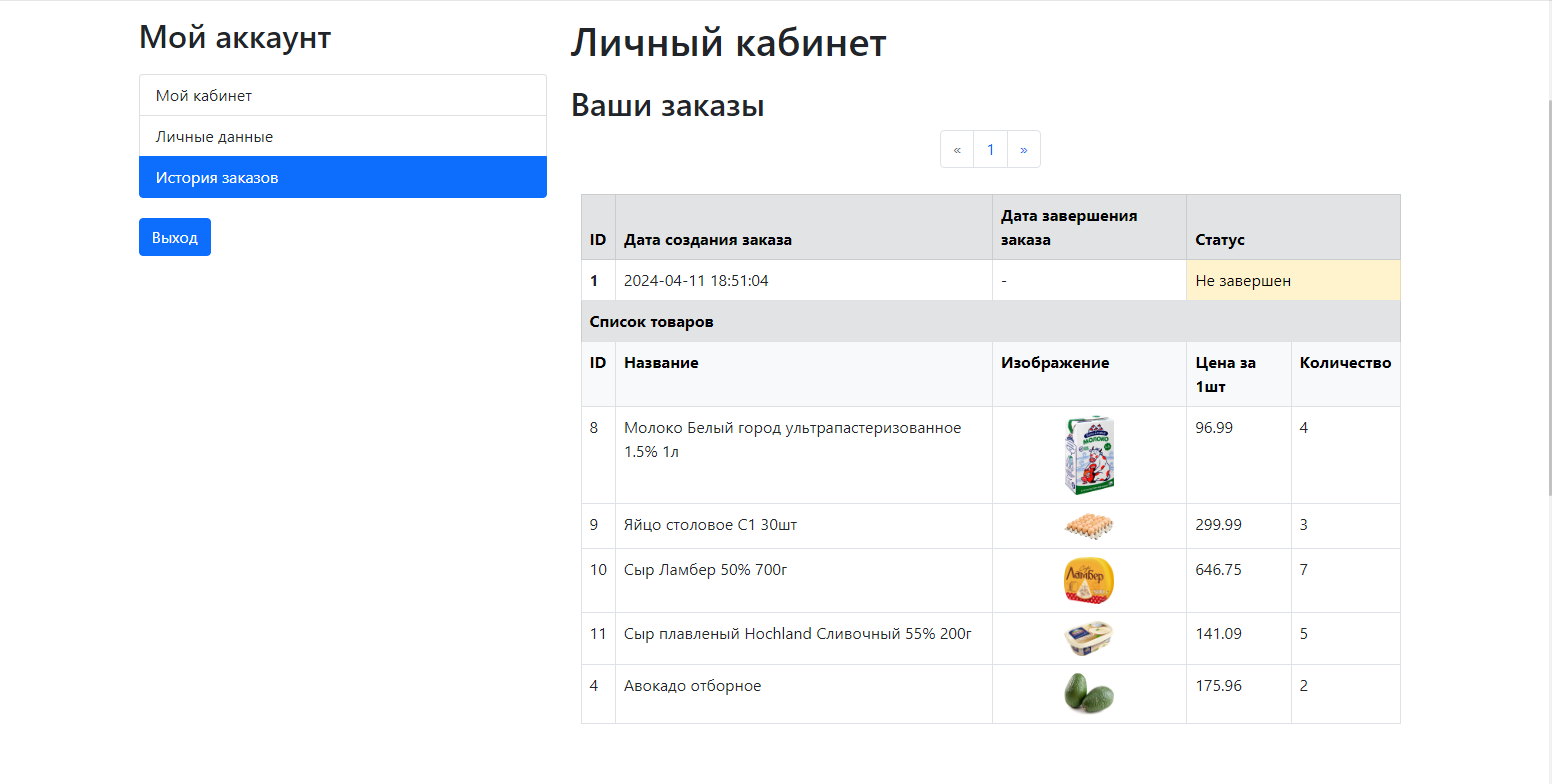 Мой аккаунт
Мой кабинет
Личные данные
История заказов
Выход
Личный кабинет
Ваши заказы
« 1 »
ID Дата создания заказа Дата завершения
заказа Статус
1 2024-04-11 18:51:04 - Не завершен
Список товаров
ID Название Изображение Цена за
1шт Количество
8 Молоко Белый город ультрапастеризованное
1.5% 1л
МОЛОКО
96.99 4
9 Яйцо столовое С1 30шт 299.99 3
10 Сыр Ламбер 50% 700г Ламбер 646.75 7
11 Сыр плавленый Hochland Сливочный 55% 200г 141.09 5
4 Авокадо отборное 175.96 2